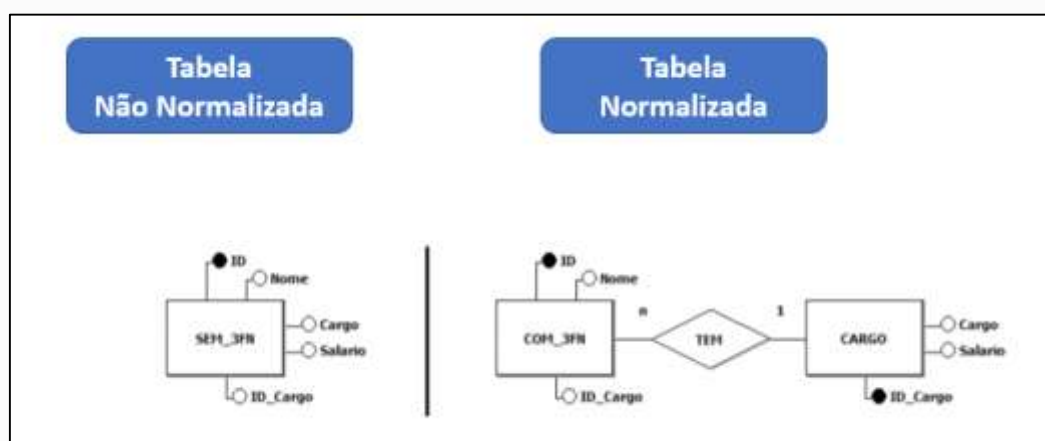 Tabela
Não Normalizada
Tabela
Normalizada
ID
Nome
SEM_3FN
Cargo
Salario
ID_Cargo
ID
Nome
COM_3FN
ID_Cargo
n
TEM
1
CARGO
Cargo
Salario
ID_Cargo